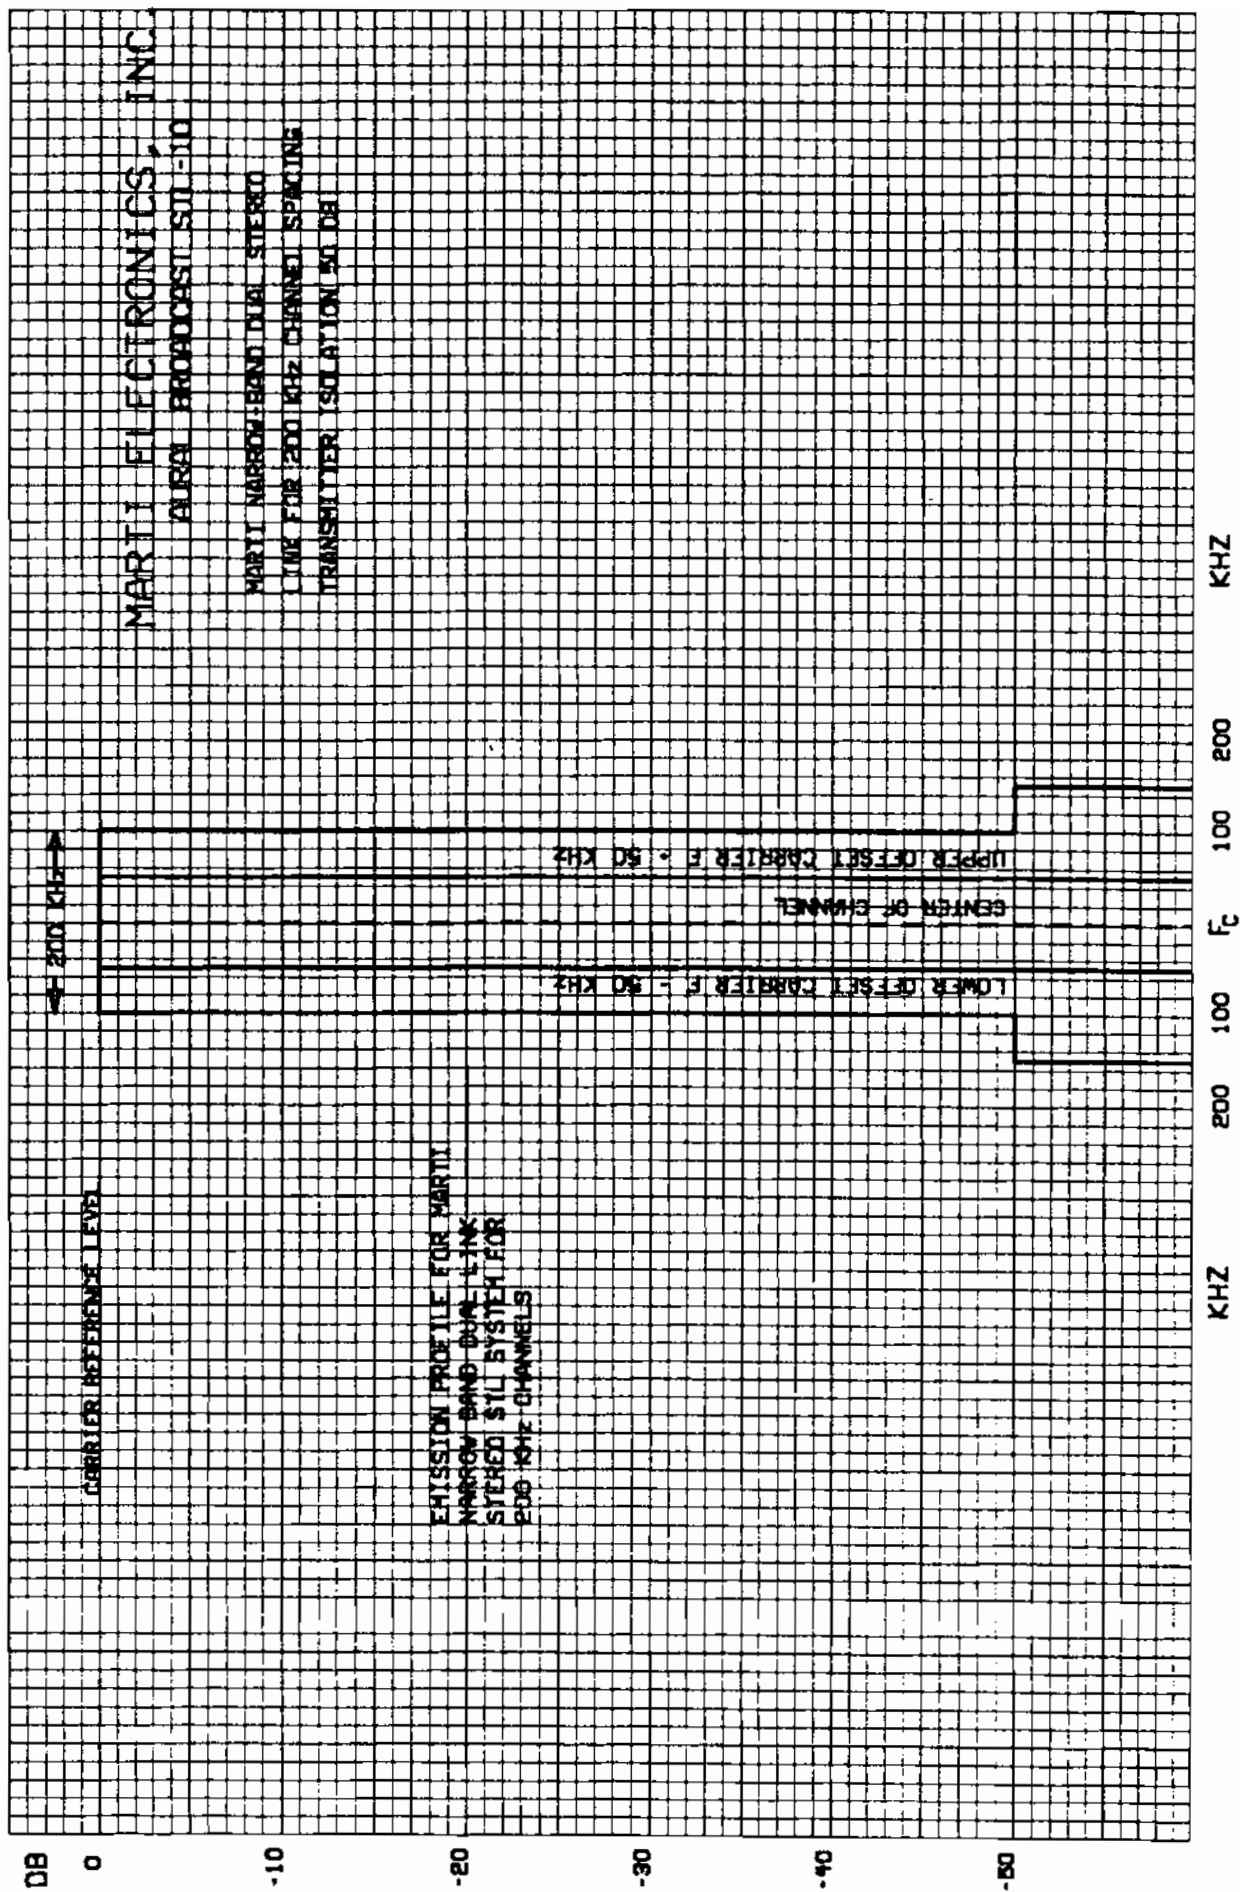 MARTI ELECTRONICS, INC.
AURAL BROADCAST STL-10
MARTI NARROW-BAND DUAL STEREO
LINK FOR 200 KHz CHANNEL SPACING
TRANSMITTER ISOLATION 50 DB
200 KHz
CARRIER REFERENCE LEVEL
EMISSION PROFILE FOR MARTI
NARROW BAND DUAL LINK
STEREO STL SYSTEM FOR
200 KHz CHANNELS
LOWER OFFSET CARRIER F - 50 KHz
CENTER OF CHANNEL
UPPER OFFSET CARRIER F + 50 KHz
DB
0
-10
-20
-30
-40
-50
KHZ 200 100 FC 100 200 KHZ